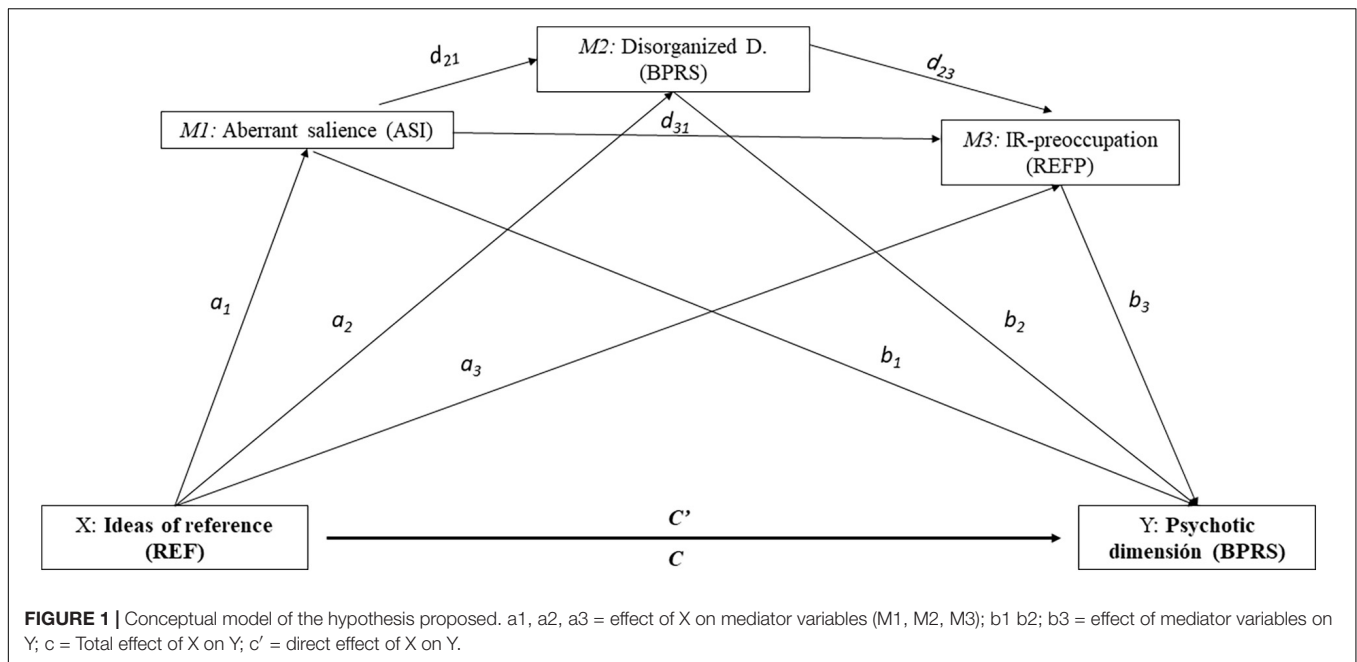 M2: Disorganized D.
(BPRS)
d21
d23
M1: Aberrant salience (ASI)
d31
M3: IR-preoccupation
(REFP)
a1
a2
a3
b1
b2
b3
X: Ideas of reference
(REF)
C’
C
Y: Psychotic
dimensión (BPRS)
FIGURE 1 | Conceptual model of the hypothesis proposed. a1, a2, a3 = effect of X on mediator variables (M1, M2, M3); b1 b2; b3 = effect of mediator variables on
Y; c = Total effect of X on Y; c′ = direct effect of X on Y.